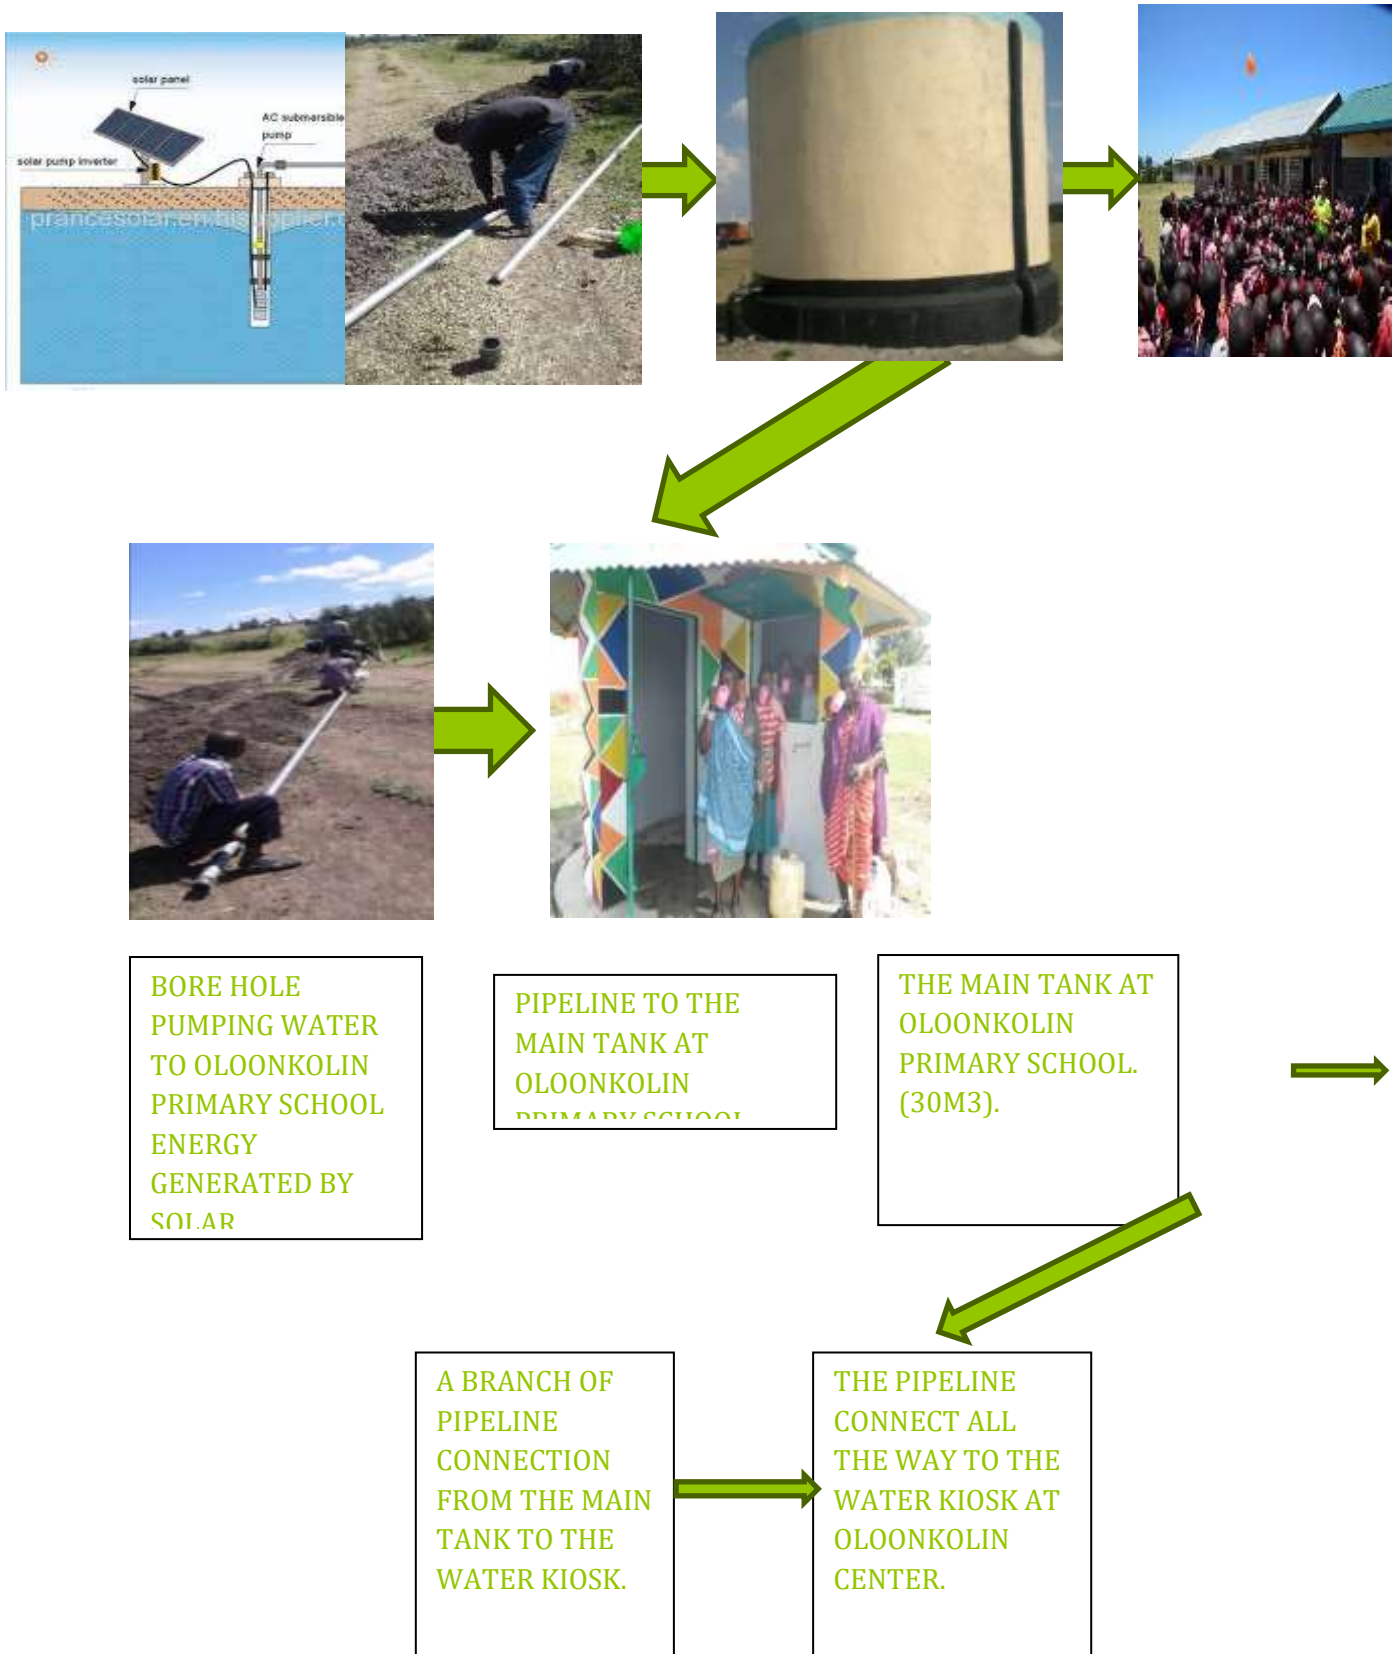 solar panel
AC submersible
pump
solar pump inverter
BORE HOLE
PUMPING WATER
TO OLOONKOLIN
PRIMARY SCHOOL
ENERGY
GENERATED BY
SOLAR
PIPELINE TO THE
MAIN TANK AT
OLOONKOLIN
PRIMARY SCHOOL
THE MAIN TANK AT
OLOONKOLIN
PRIMARY SCHOOL.
(30M3).
A BRANCH OF
PIPELINE
CONNECTION
FROM THE MAIN
TANK TO THE
WATER KIOSK.
THE PIPELINE
CONNECT ALL
THE WAY TO THE
WATER KIOSK AT
OLOONKOLIN
CENTER.